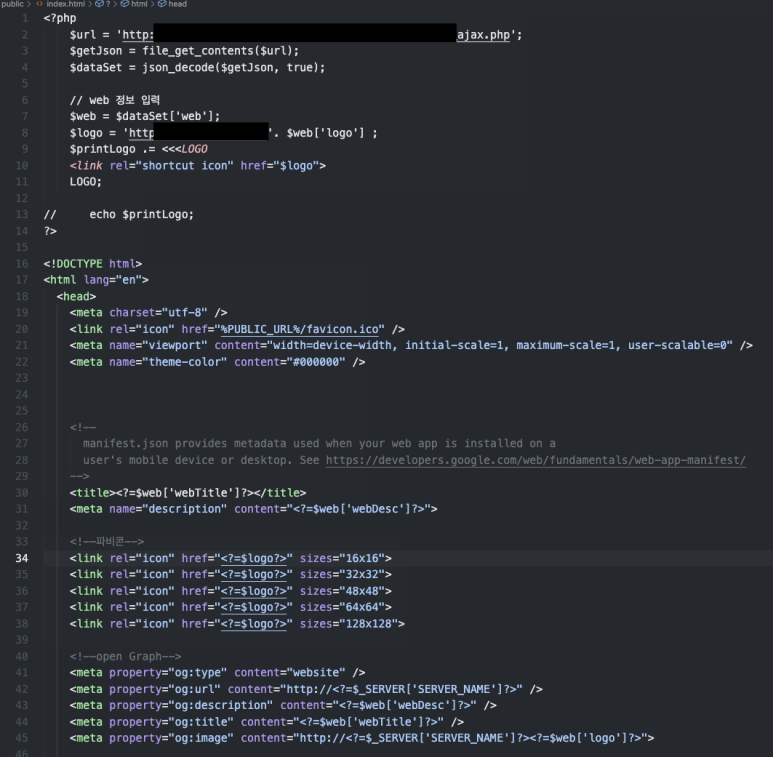 public > <> index.html > ? > html > head
1 <?php
2 $url = 'http: ajax.php';
3 $getJson = file_get_contents($url);
4 $dataSet = json_decode($getJson, true);
5
6 // web 정보 입력
7 $web = $dataSet['web'];
8 $logo = 'http '. $web['logo'] ;
9 $printLogo .= <<<LOGO
10 <link rel="shortcut icon" href="$logo">
11 LOGO;
12
13 // echo $printLogo;
14 ?>
15
16 <!DOCTYPE html>
17 <html lang="en">
18 <head>
19 <meta charset="utf-8" />
20 <link rel="icon" href="%PUBLIC_URL%/favicon.ico" />
21 <meta name="viewport" content="width=device-width, initial-scale=1, maximum-scale=1, user-scalable=0" />
22 <meta name="theme-color" content="#000000" />
23
24
25
26 <!--
27 manifest.json provides metadata used when your web app is installed on a
28 user's mobile device or desktop. See https://developers.google.com/web/fundamentals/web-app-manifest/
29 -->
30 <title><?=$web['webTitle']?></title>
31 <meta name="description" content="<?=$web['webDesc']?>">
32
33 <!--파비콘-->
34 <link rel="icon" href="<?=$logo?>" sizes="16x16">
35 <link rel="icon" href="<?=$logo?>" sizes="32x32">
36 <link rel="icon" href="<?=$logo?>" sizes="48x48">
37 <link rel="icon" href="<?=$logo?>" sizes="64x64">
38 <link rel="icon" href="<?=$logo?>" sizes="128x128">
39
40 <!--open Graph-->
41 <meta property="og:type" content="website" />
42 <meta property="og:url" content="http://<?=$_SERVER['SERVER_NAME']?>" />
43 <meta property="og:description" content="<?=$web['webDesc']?>" />
44 <meta property="og:title" content="<?=$web['webTitle']?>" />
45 <meta property="og:image" content="http://<?=$_SERVER['SERVER_NAME']?><?=$web['logo']?>">
46